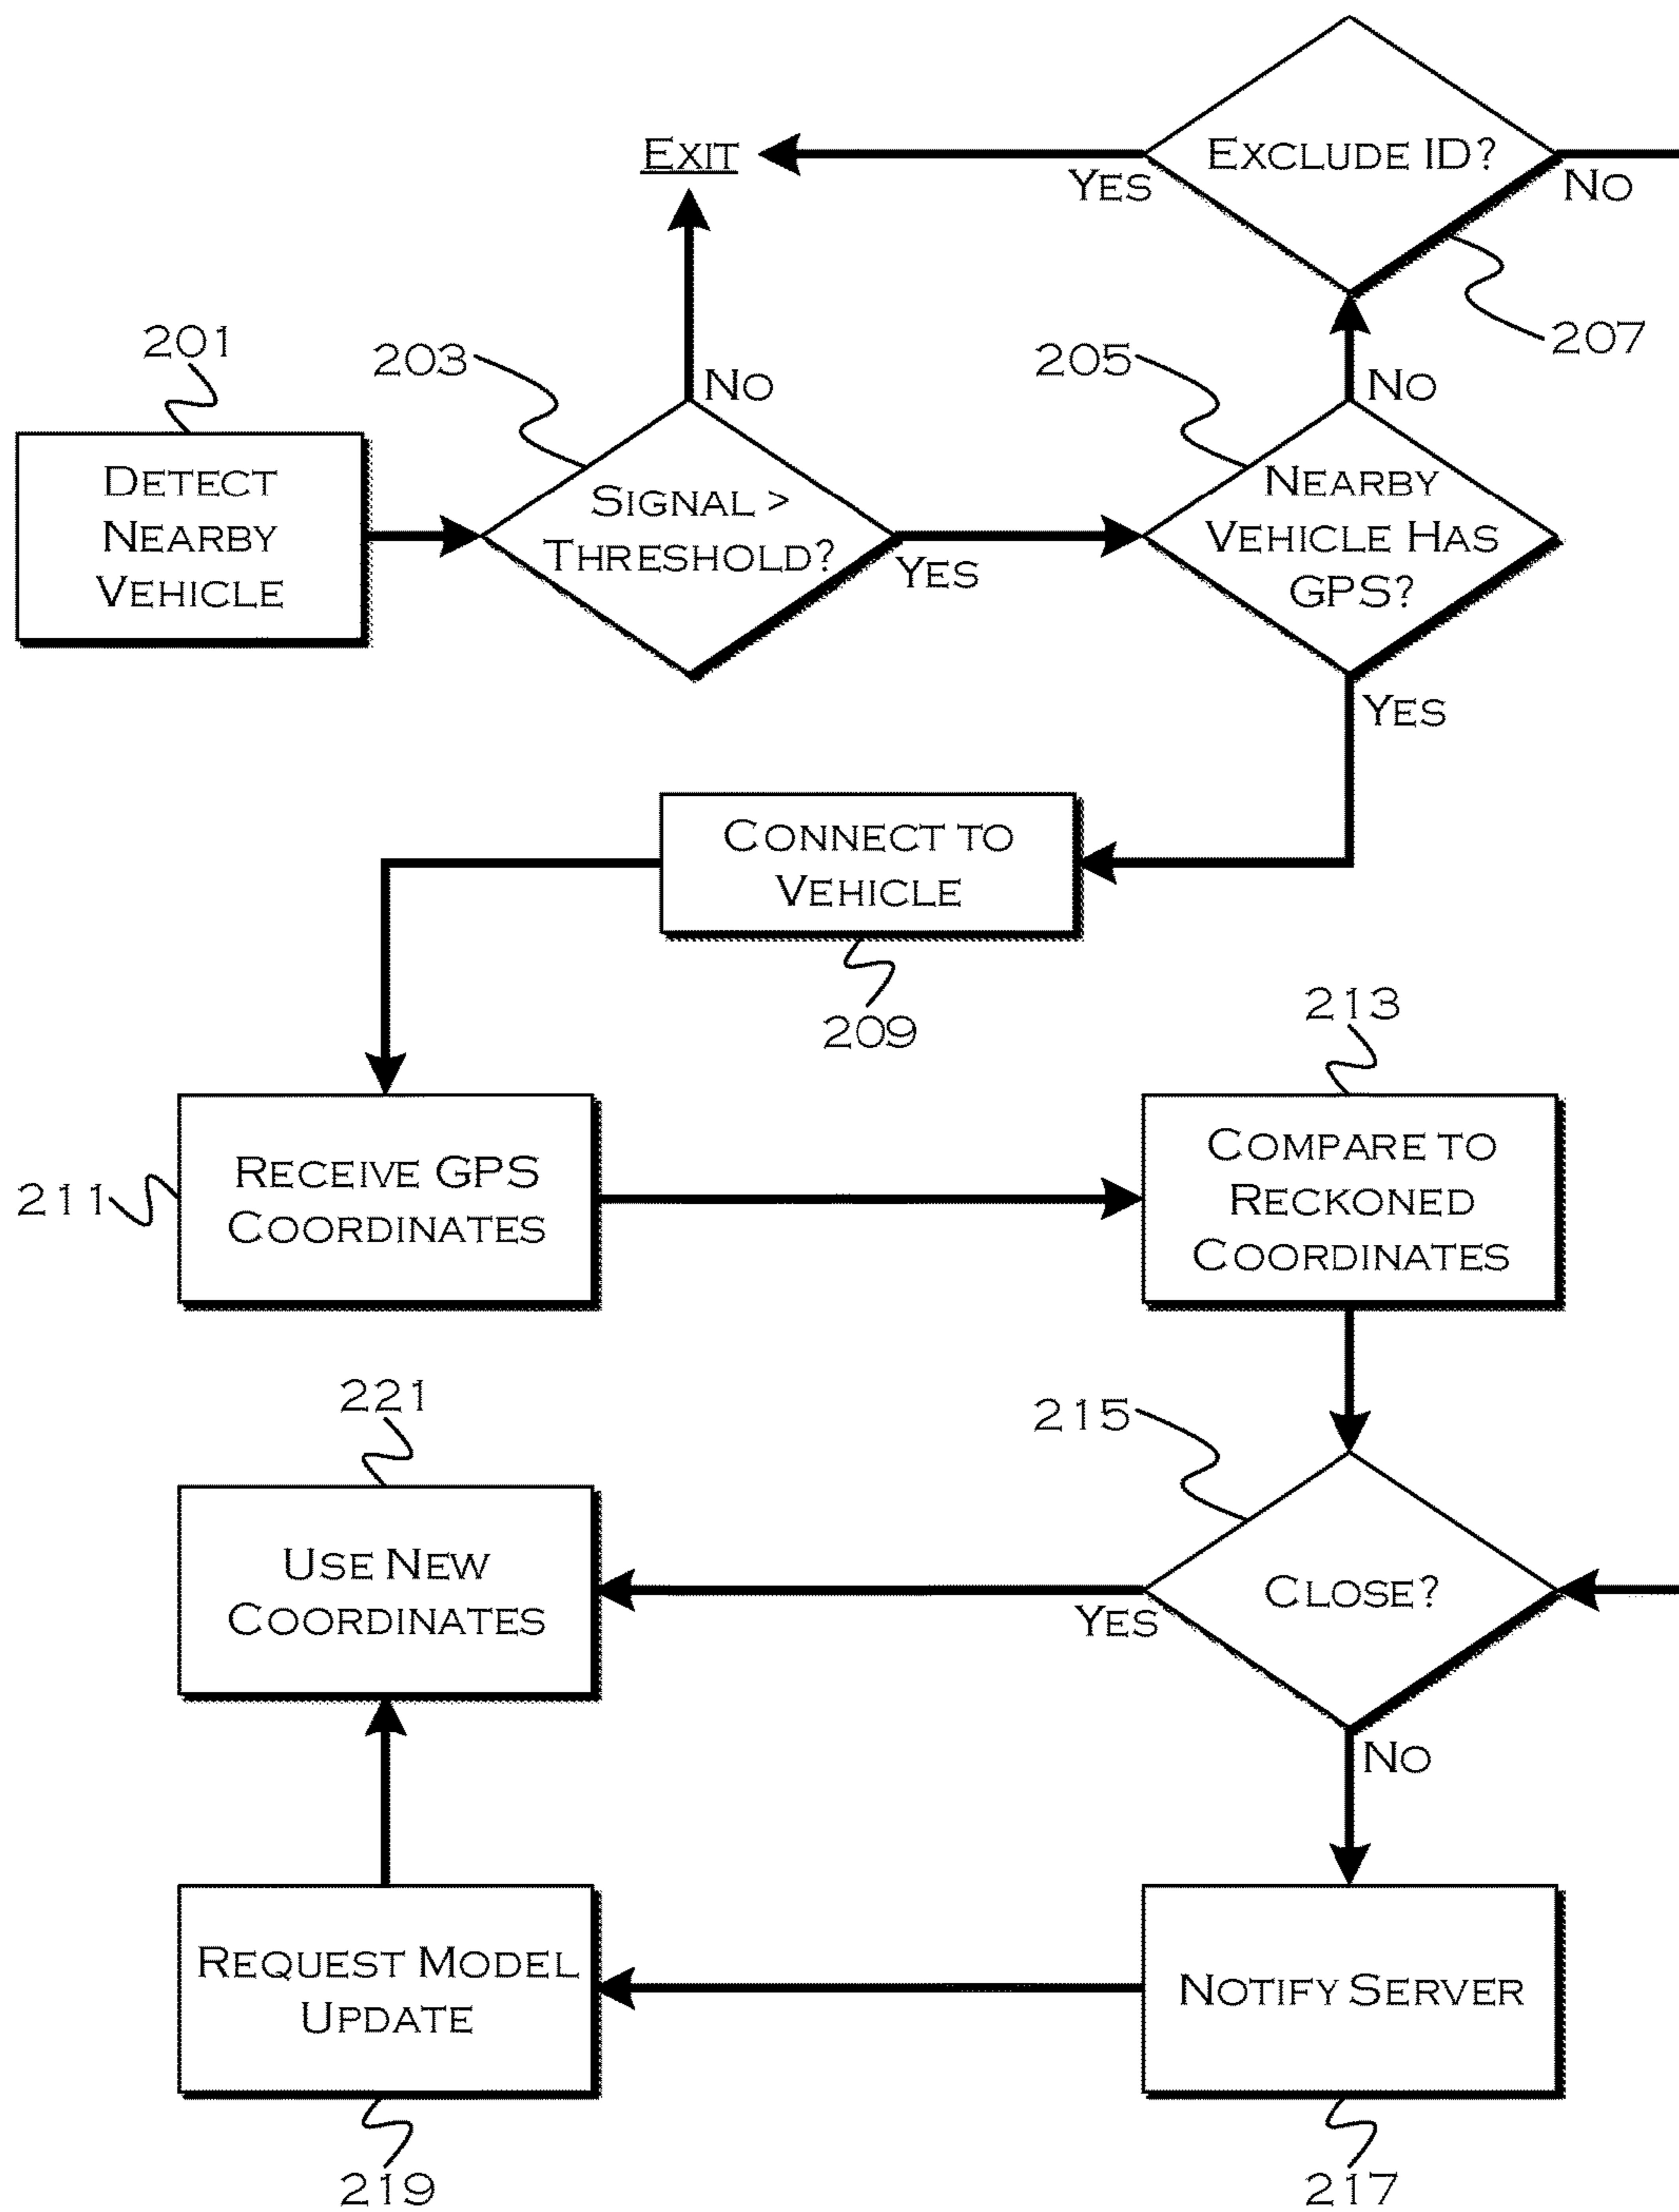 EXCLUDE ID?
EXIT
YES
NO
207
201
203
NO
205
NO
DETECT
NEARBY
VEHICLE
SIGNAL >
THRESHOLD?
YES
NEARBY
VEHICLE HAS
GPS?
YES
CONNECT TO
VEHICLE
209
213
211
RECEIVE GPS
COORDINATES
COMPARE TO
RECKONED
COORDINATES
221
215
USE NEW
COORDINATES
YES
CLOSE?
NO
REQUEST MODEL
UPDATE
NOTIFY SERVER
219
217